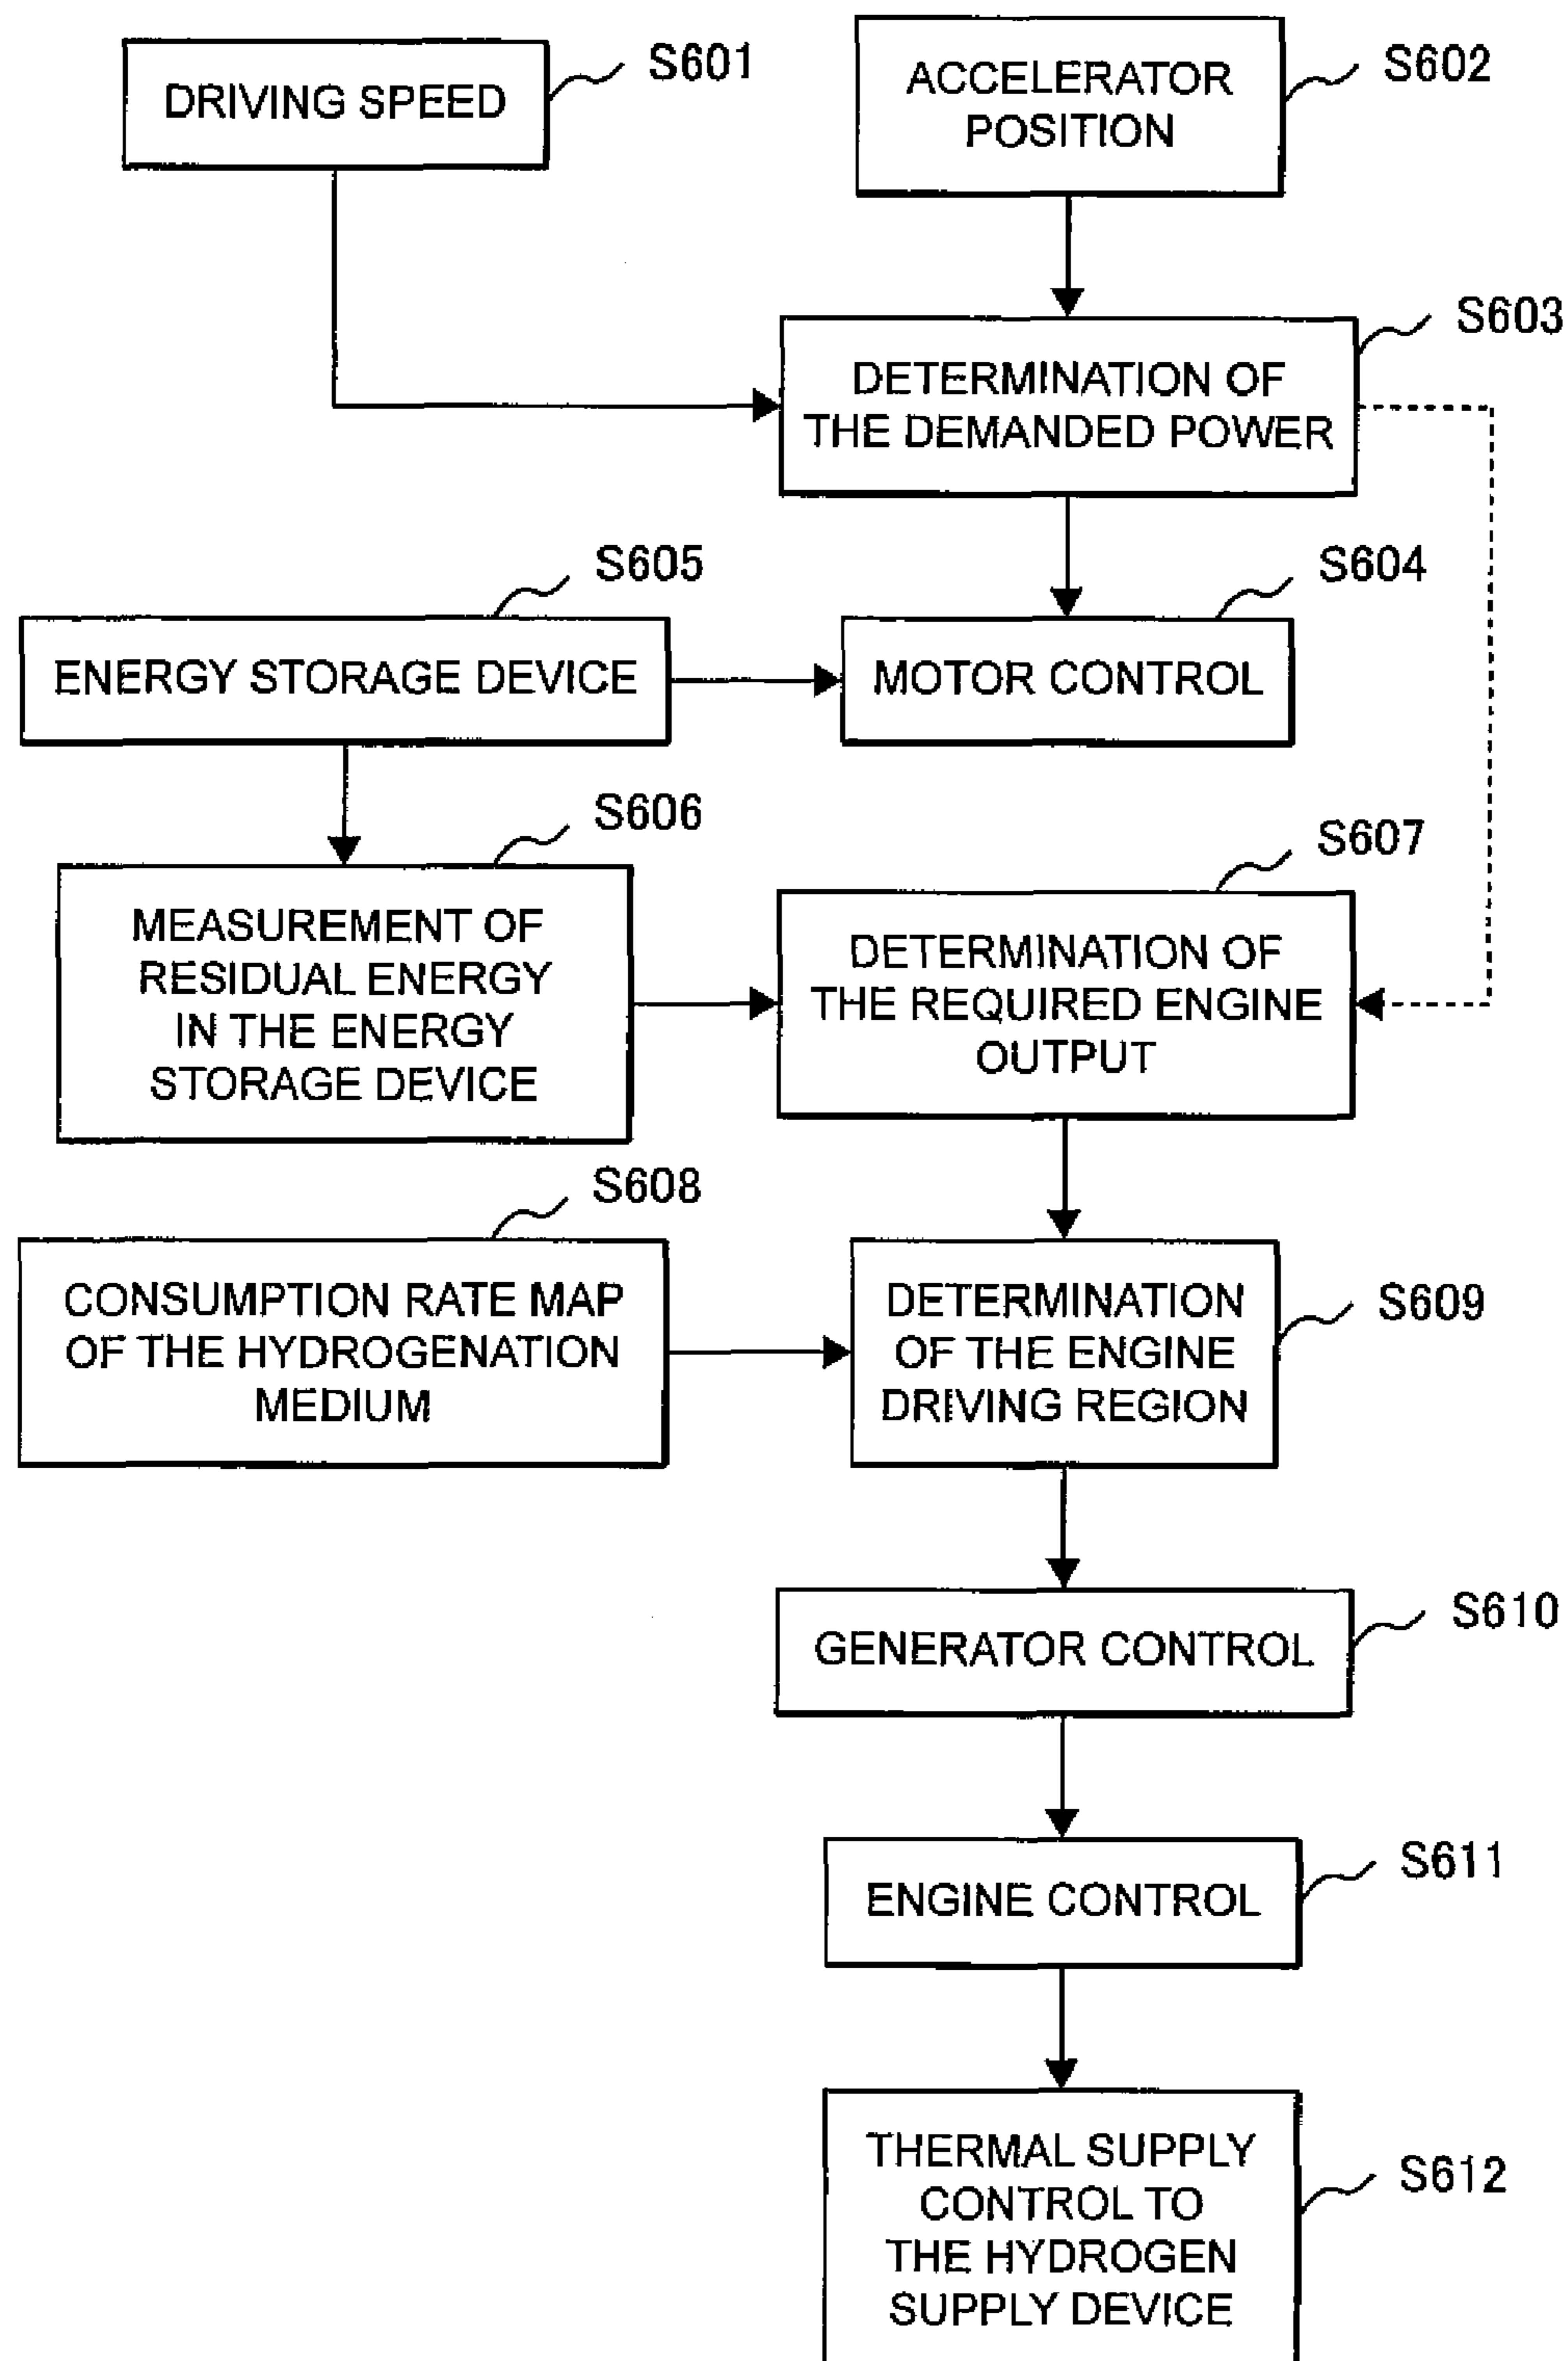 DRIVING SPEED
S601
ACCELERATOR
POSITION
S602
DETERMINATION OF
THE DEMANDED POWER
S603
S605
ENERGY STORAGE DEVICE
S604
MOTOR CONTROL
S606
MEASUREMENT OF
RESIDUAL ENERGY
IN THE ENERGY
STORAGE DEVICE
S607
DETERMINATION OF
THE REQUIRED ENGINE
OUTPUT
S608
CONSUMPTION RATE MAP
OF THE HYDROGENATION
MEDIUM
DETERMINATION
OF THE ENGINE
DRIVING REGION
S609
GENERATOR CONTROL
S610
ENGINE CONTROL
S611
THERMAL SUPPLY
CONTROL TO
THE HYDROGEN
SUPPLY DEVICE
S612